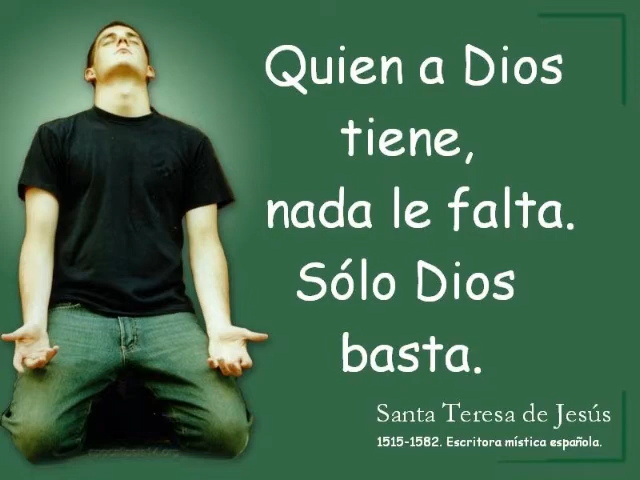 Quien a Dios
tiene,
nada le falta.
Sólo Dios
basta.
Santa Teresa de Jesús
1515-1582. Escritora mística española.